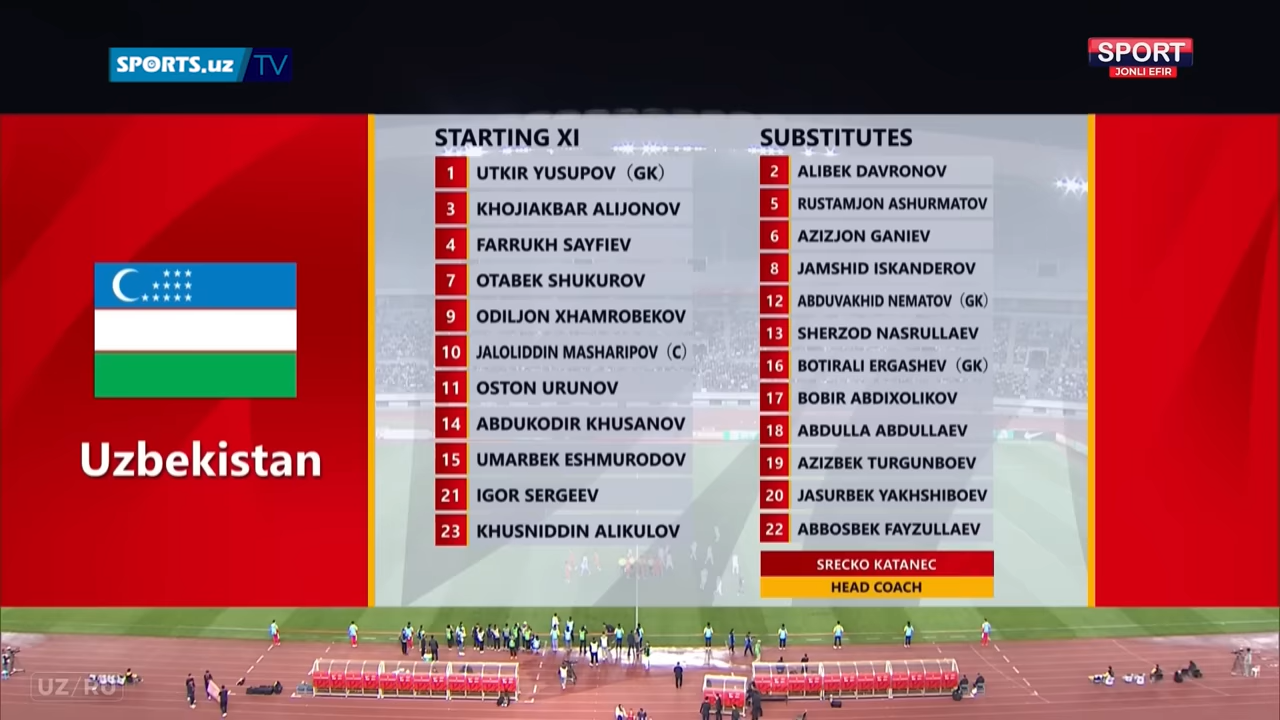 SPORTS.uz TV
SPORT
JONLI EFIR
STARTING XI
1 UTKIR YUSUPOV (GK)
3 KHOJIAKBAR ALIJONOV
4 FARRUKH SAYFIEV
7 OTABEK SHUKUROV
9 ODILJON XHAMROBEKOV
10 JALOLIDDIN MASHARIPOV (C)
11 OSTON URUNOV
14 ABDUKODIR KHUSANOV
15 UMARBEK ESHMURODOV
21 IGOR SERGEEV
23 KHUSNIDDIN ALIKULOV
SUBSTITUTES
2 ALIBEK DAVRONOV
5 RUSTAMJON ASHURMATOV
6 AZIZJON GANIEV
8 JAMSHID ISKANDEROV
12 ABDUVAKHID NEMATOV (GK)
13 SHERZOD NASRULLAEV
16 BOTIRALI ERGASHEV (GK)
17 BOBIR ABDIXOLIKOV
18 ABDULLA ABDULLAEV
19 AZIZBEK TURGUNBOEV
20 JASURBEK YAKHSHIBOEV
22 ABBOSBEK FAYZULLAEV
SRECKO KATANEC
HEAD COACH
Uzbekistan
UZ/RU